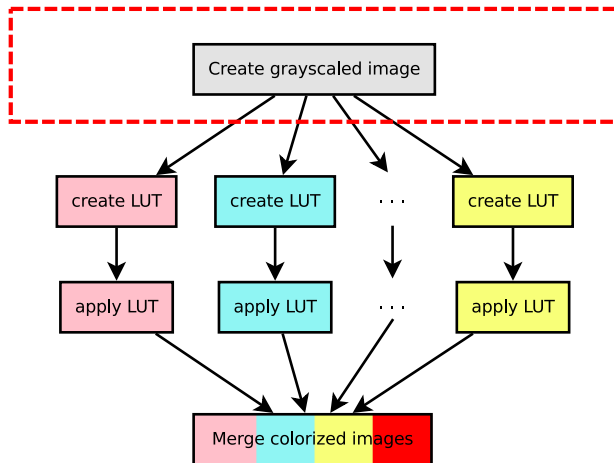 Create grayscaled image
create LUT create LUT . . . create LUT
apply LUT apply LUT . . . apply LUT
Merge colorized images